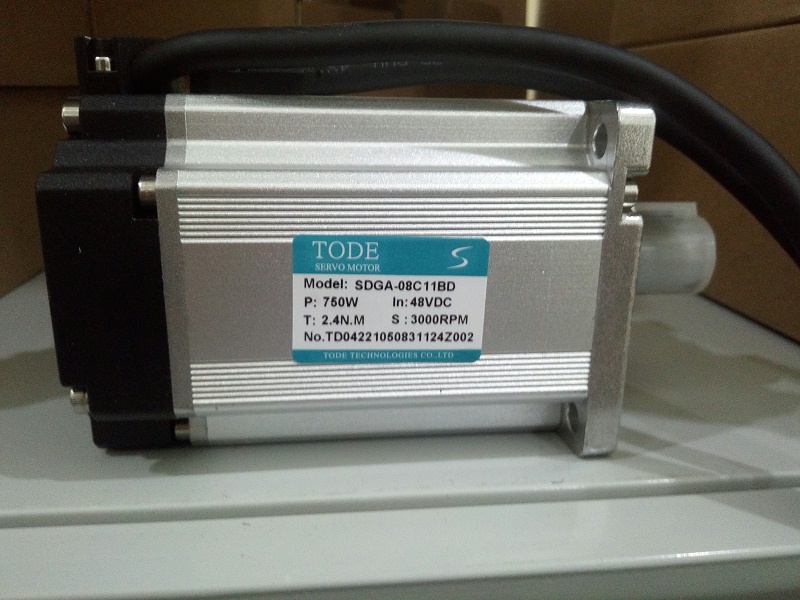 TODE
SERVO MOTOR
Model: SDGA-08C11BD
P: 750W In: 48VDC
T: 2.4N.M S : 3000RPM
No.TD04221050831124Z002
TODE TECHNOLOGIES CO.,LTD